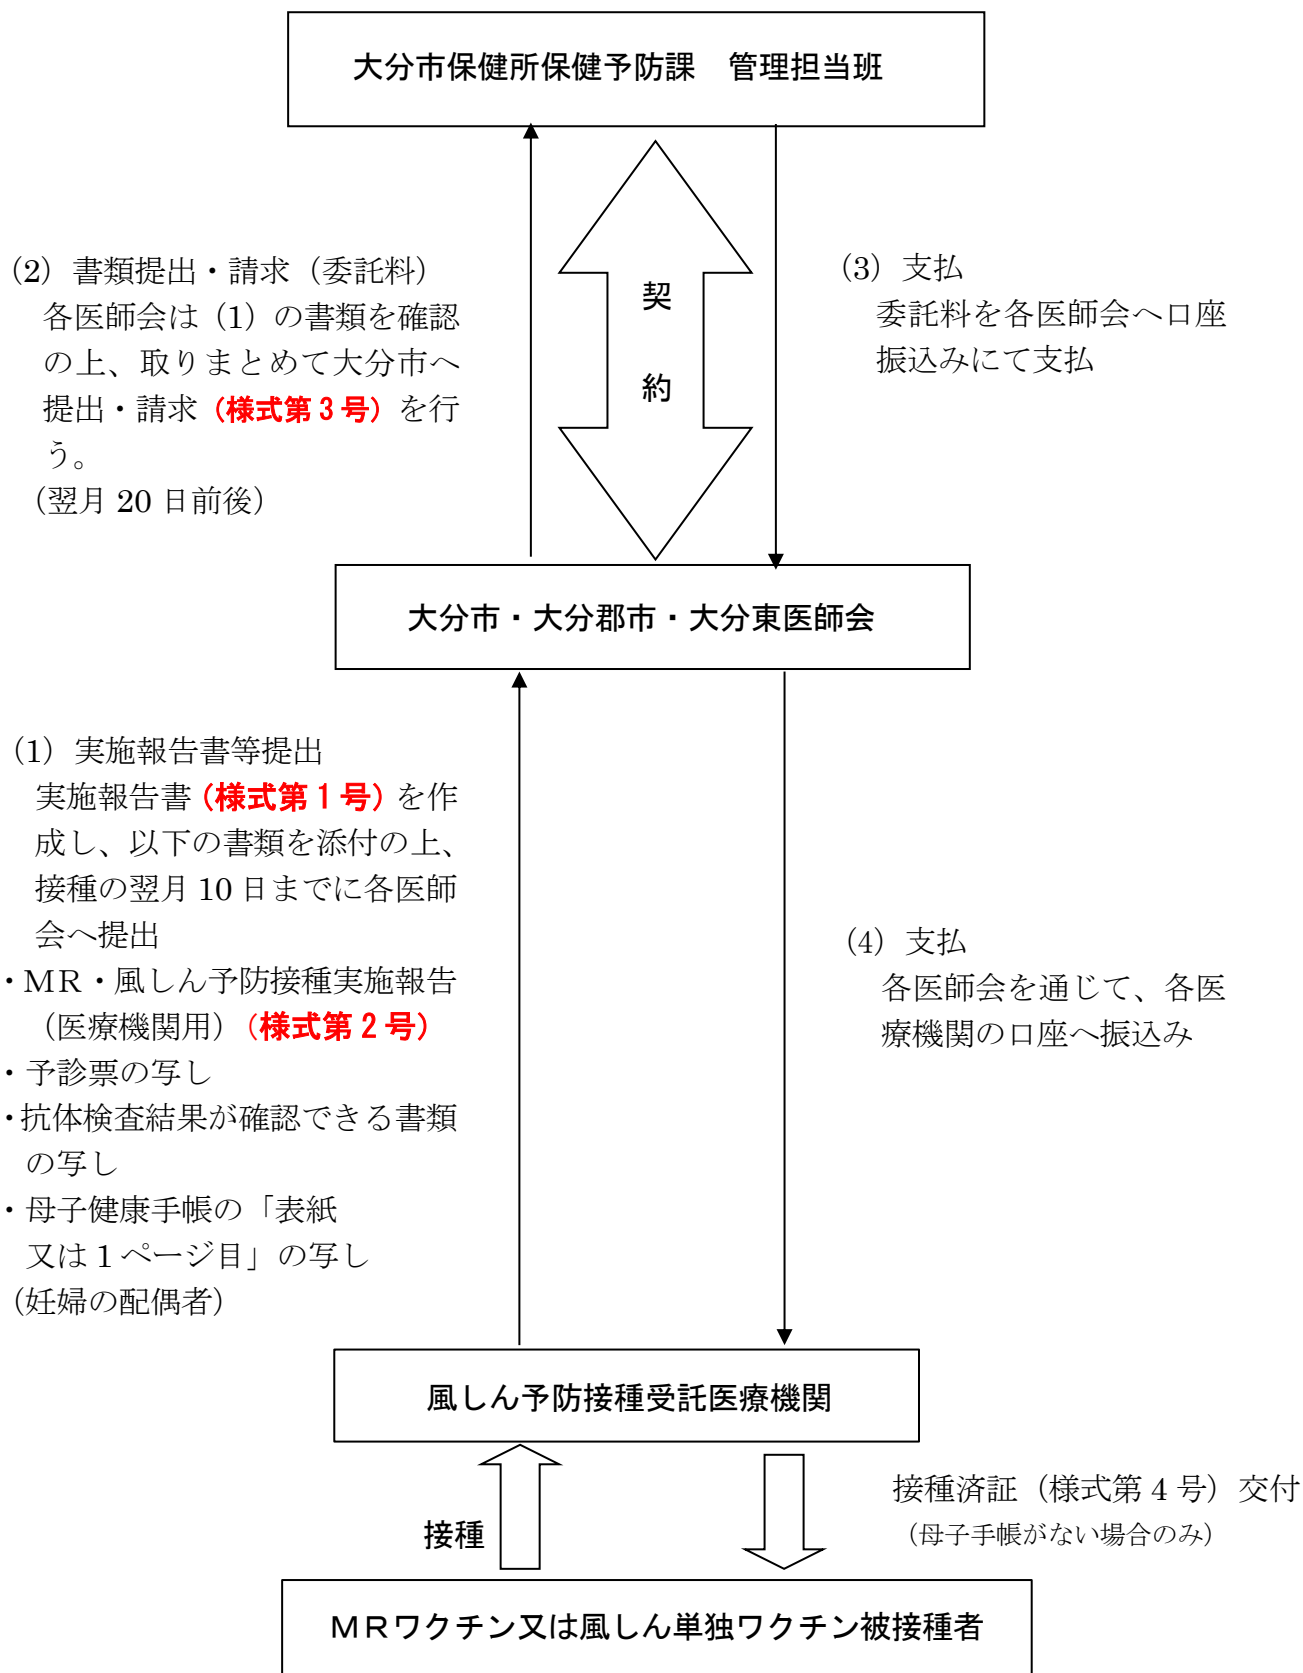 大分市保健所保健予防課　管理担当班
(2) 書類提出・請求（委託料）
各医師会は（1）の書類を確認
の上、取りまとめて大分市へ
提出・請求（様式第３号）を行
う。
（翌月 20 日前後）
契
約
(3) 支払
委託料を各医師会へ口座
振込みにて支払
大分市・大分郡市・大分東医師会
(1) 実施報告書等提出
実施報告書（様式第１号）を作
成し、以下の書類を添付の上、
接種の翌月 10 日までに各医師
会へ提出
・ＭＲ・風しん予防接種実施報告
（医療機関用）（様式第２号）
・予診票の写し
・抗体検査結果が確認できる書類
の写し
・母子健康手帳の「表紙
又は 1 ページ目」の写し
（妊婦の配偶者）
(4) 支払
各医師会を通じて、各医
療機関の口座へ振込み
風しん予防接種受託医療機関
接種
接種済証（様式第 4 号）交付
（母子手帳がない場合のみ）
ＭＲワクチン又は風しん単独ワクチン被接種者